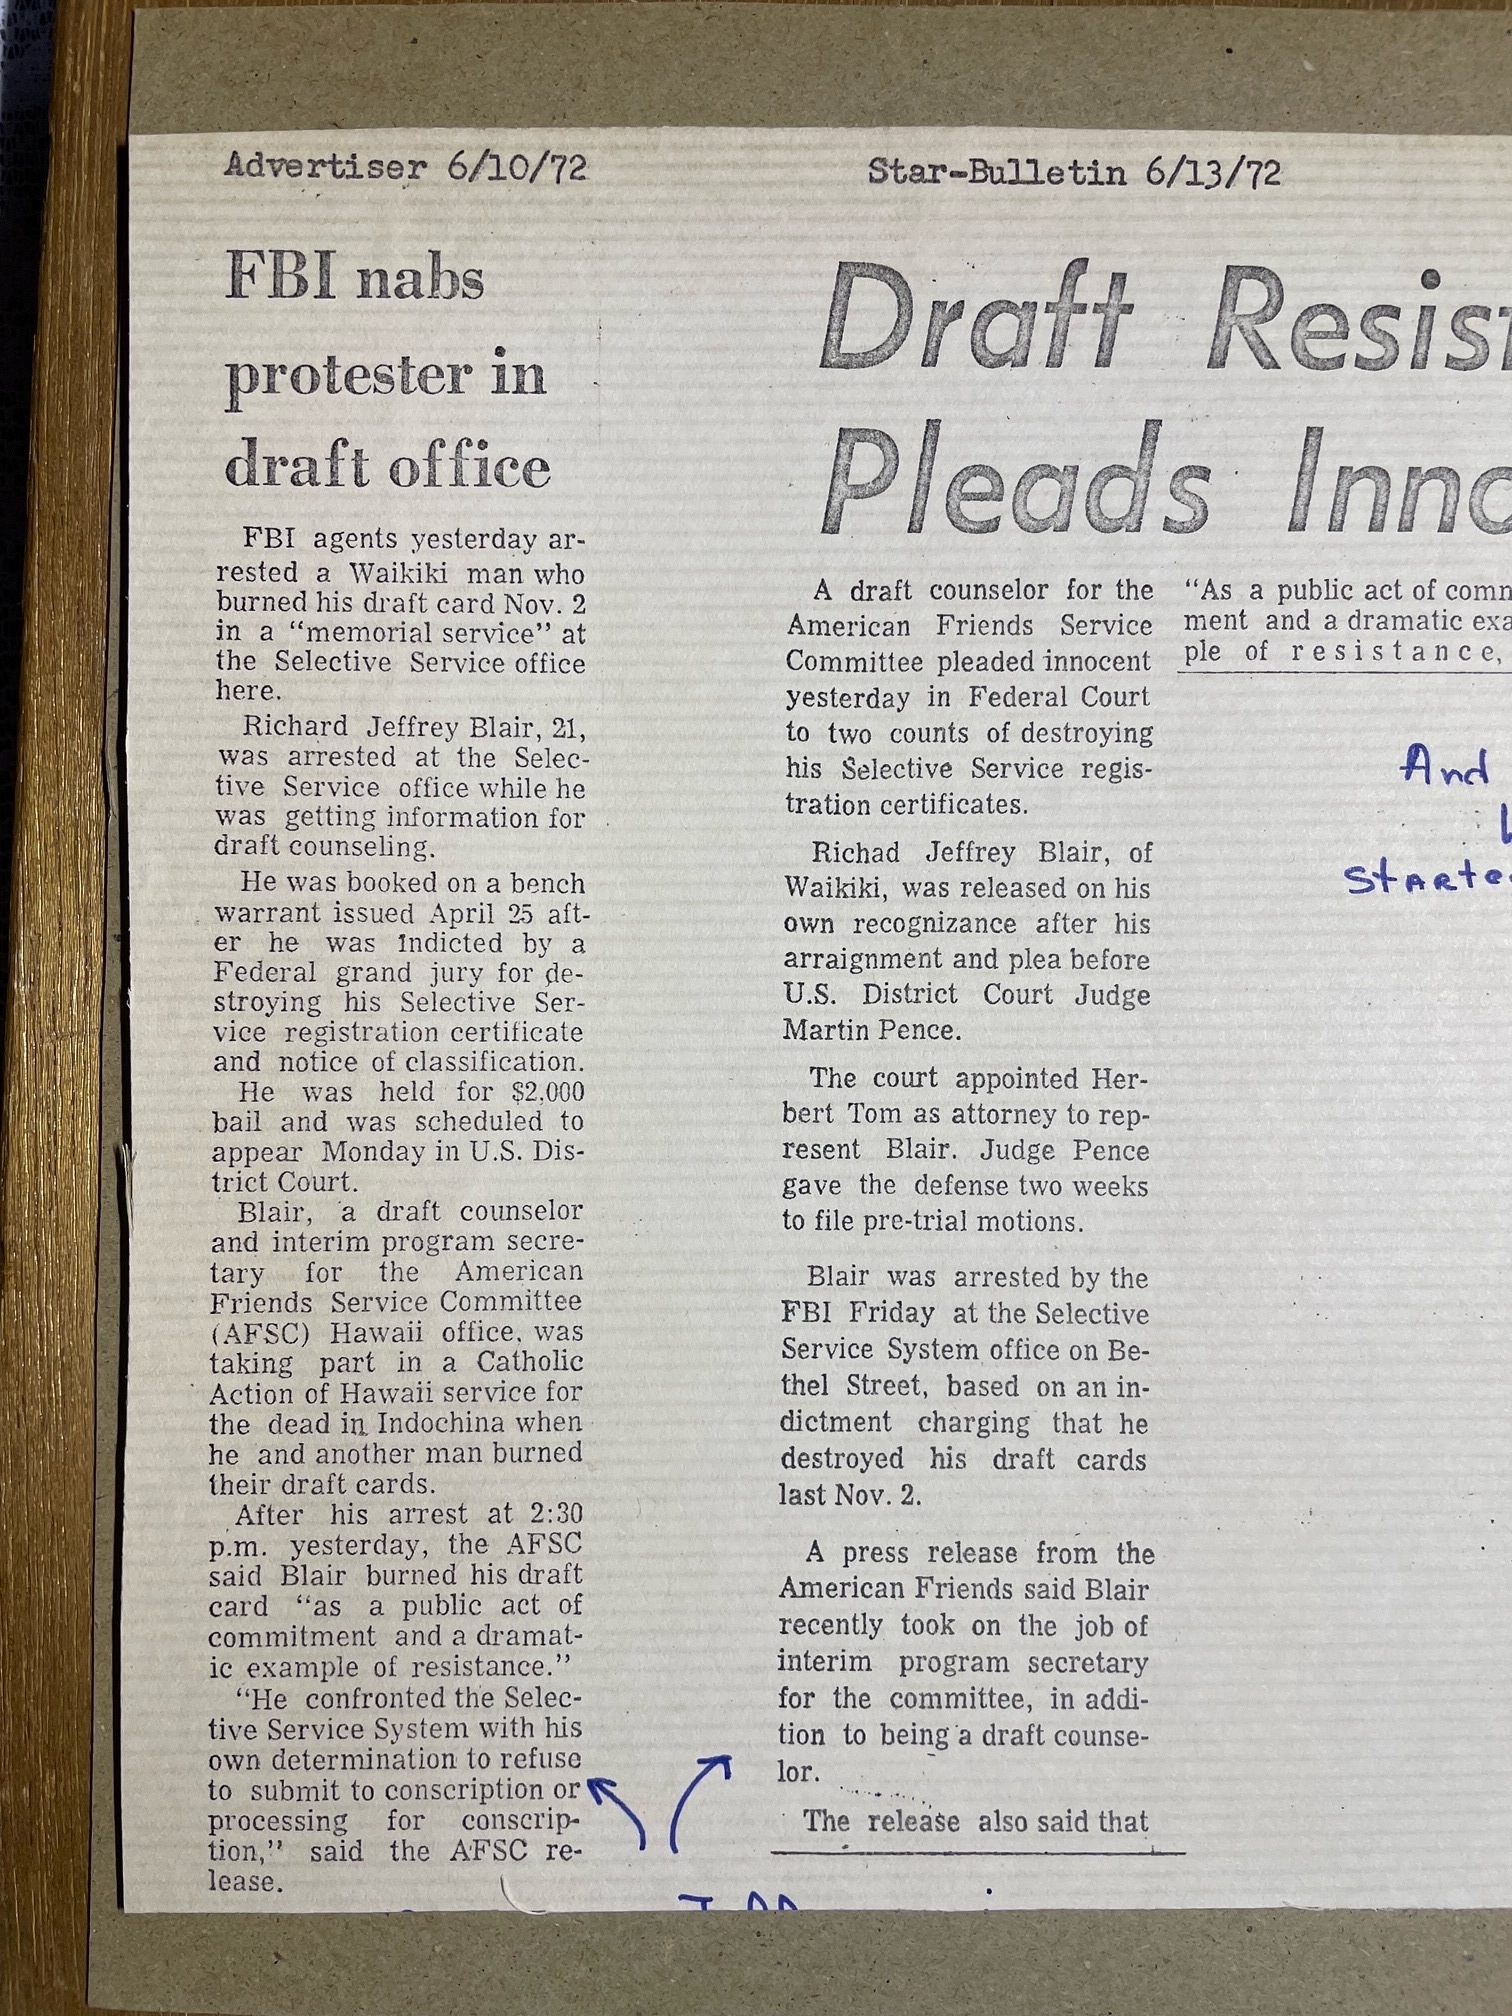 Advertiser 6/10/72
FBI nabs
protester in
draft office
FBI agents yesterday ar-
rested a Waikiki man who
burned his draft card Nov. 2
in a "memorial service" at
the Selective Service office
here.
Richard Jeffrey Blair, 21,
was arrested at the Selec-
tive Service office while he
was getting information for
draft counseling.
He was booked on a bench
warrant issued April 25 aft-
er he was indicted by a
Federal grand jury for de-
stroying his Selective Ser-
vice registration certificate
and notice of classification.
He was held for $2,000
bail and was scheduled to
appear Monday in U.S. Dis-
trict Court.
Blair, a draft counselor
and interim program secre-
tary for the American
Friends Service Committee
(AFSC) Hawaii office, was
taking part in a Catholic
Action of Hawaii service for
the dead in Indochina when
he and another man burned
their draft cards.
After his arrest at 2:30
p.m. yesterday, the AFSC
said Blair burned his draft
card "as a public act of
commitment and a dramat-
ic example of resistance."
"He confronted the Selec-
tive Service System with his
own determination to refuse
to submit to conscription or
processing for conscrip-
tion," said the AFSC re-
lease.
Star-Bulletin 6/13/72
Draft Resist
Pleads Inno
A draft counselor for the
American Friends Service
Committee pleaded innocent
yesterday in Federal Court
to two counts of destroying
his Selective Service regis-
tration certificates.
Richad Jeffrey Blair, of
Waikiki, was released on his
own recognizance after his
arraignment and plea before
U.S. District Court Judge
Martin Pence.
The court appointed Her-
bert Tom as attorney to rep-
resent Blair. Judge Pence
gave the defense two weeks
to file pre-trial motions.
Blair was arrested by the
FBI Friday at the Selective
Service System office on Be-
thel Street, based on an in-
dictment charging that he
destroyed his draft cards
last Nov. 2.
A press release from the
American Friends said Blair
recently took on the job of
interim program secretary
for the committee, in addi-
tion to being a draft counse-
lor.
The release also said that
"As a public act of comm
ment and a dramatic exa
ple of resistance,
And
Starte